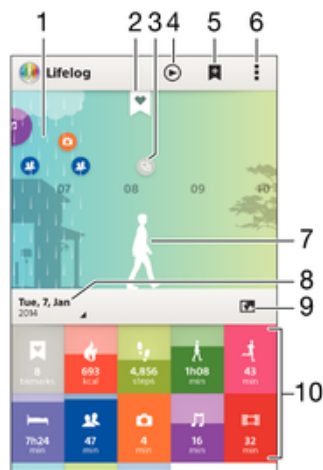 1 2 3 4 5 6
Lifelog
07 08 09 10
7
8
Tue, 7, Jan
2014
9
8 693 4,856 1h08 43
bkmarks kcal steps min min
10
7h24 47 4 16 32
min min min min min